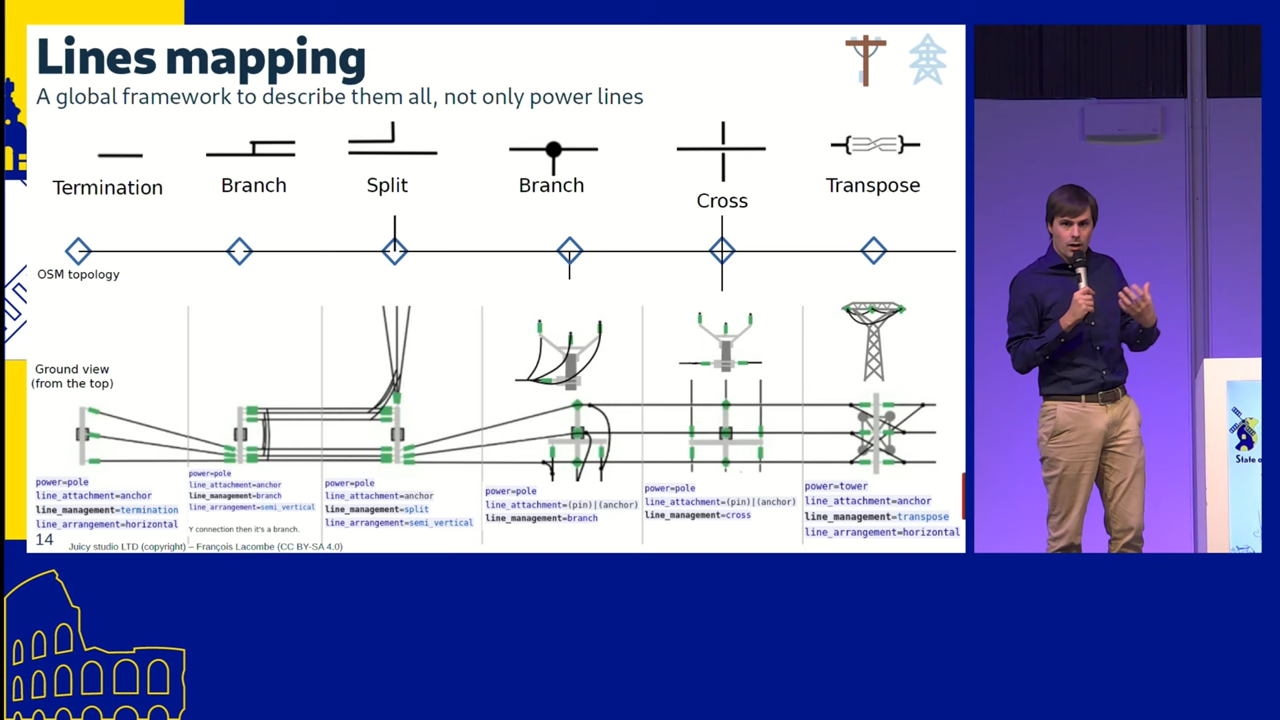 Lines mapping
A global framework to describe them all, not only power lines
Termination
Branch
Split
Branch
Cross
Transpose
OSM topology
Ground view
(from the top)
power=pole
line_attachment=anchor
line_management=termination
line_arrangement=horizontal
power=pole
line_attachment=anchor
line_management=branch
line_arrangement=semi_vertical
Y connection then it's a branch.
power=pole
line_attachment=anchor
line_management=split
line_arrangement=semi_vertical
power=pole
line_attachment=(pin)|(anchor)
line_management=branch
power=pole
line_attachment=(pin)|(anchor)
line_management=cross
power=tower
line_attachment=anchor
line_management=transpose
line_arrangement=horizontal
14
Juicy studio LTD (copyright) – François Lacombe (CC BY-SA 4.0)
State o